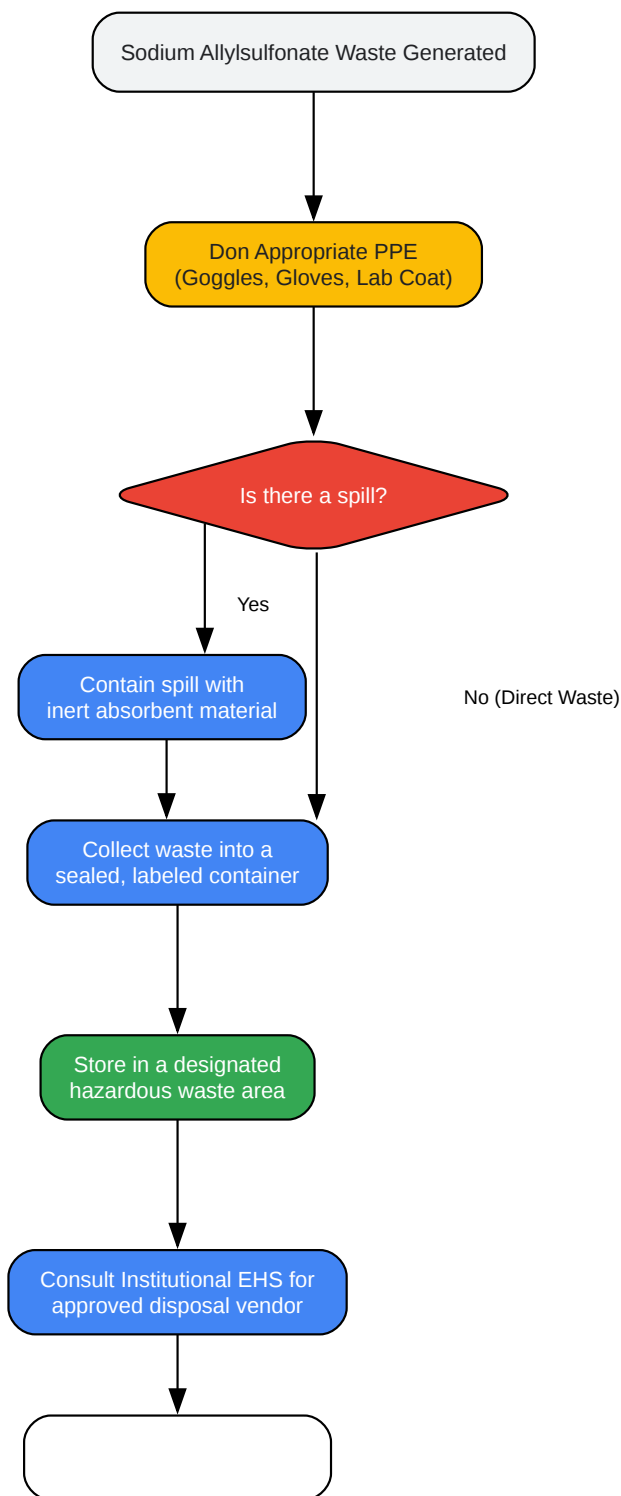 Sodium Allylsulfonate Waste Generated
Don Appropriate PPE
(Goggles, Gloves, Lab Coat)
Is there a spill?
Yes
Contain spill with
inert absorbent material
No (Direct Waste)
Collect waste into a
sealed, labeled container
Store in a designated
hazardous waste area
Consult Institutional EHS for
approved disposal vendor